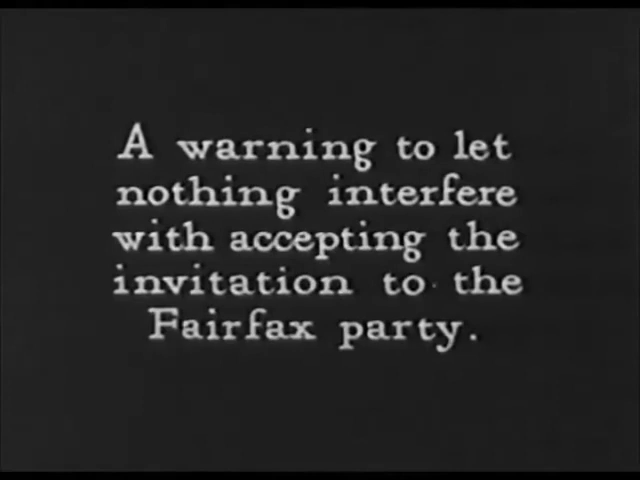 A warning to let
nothing interfere
with accepting the
invitation to the
Fairfax party.